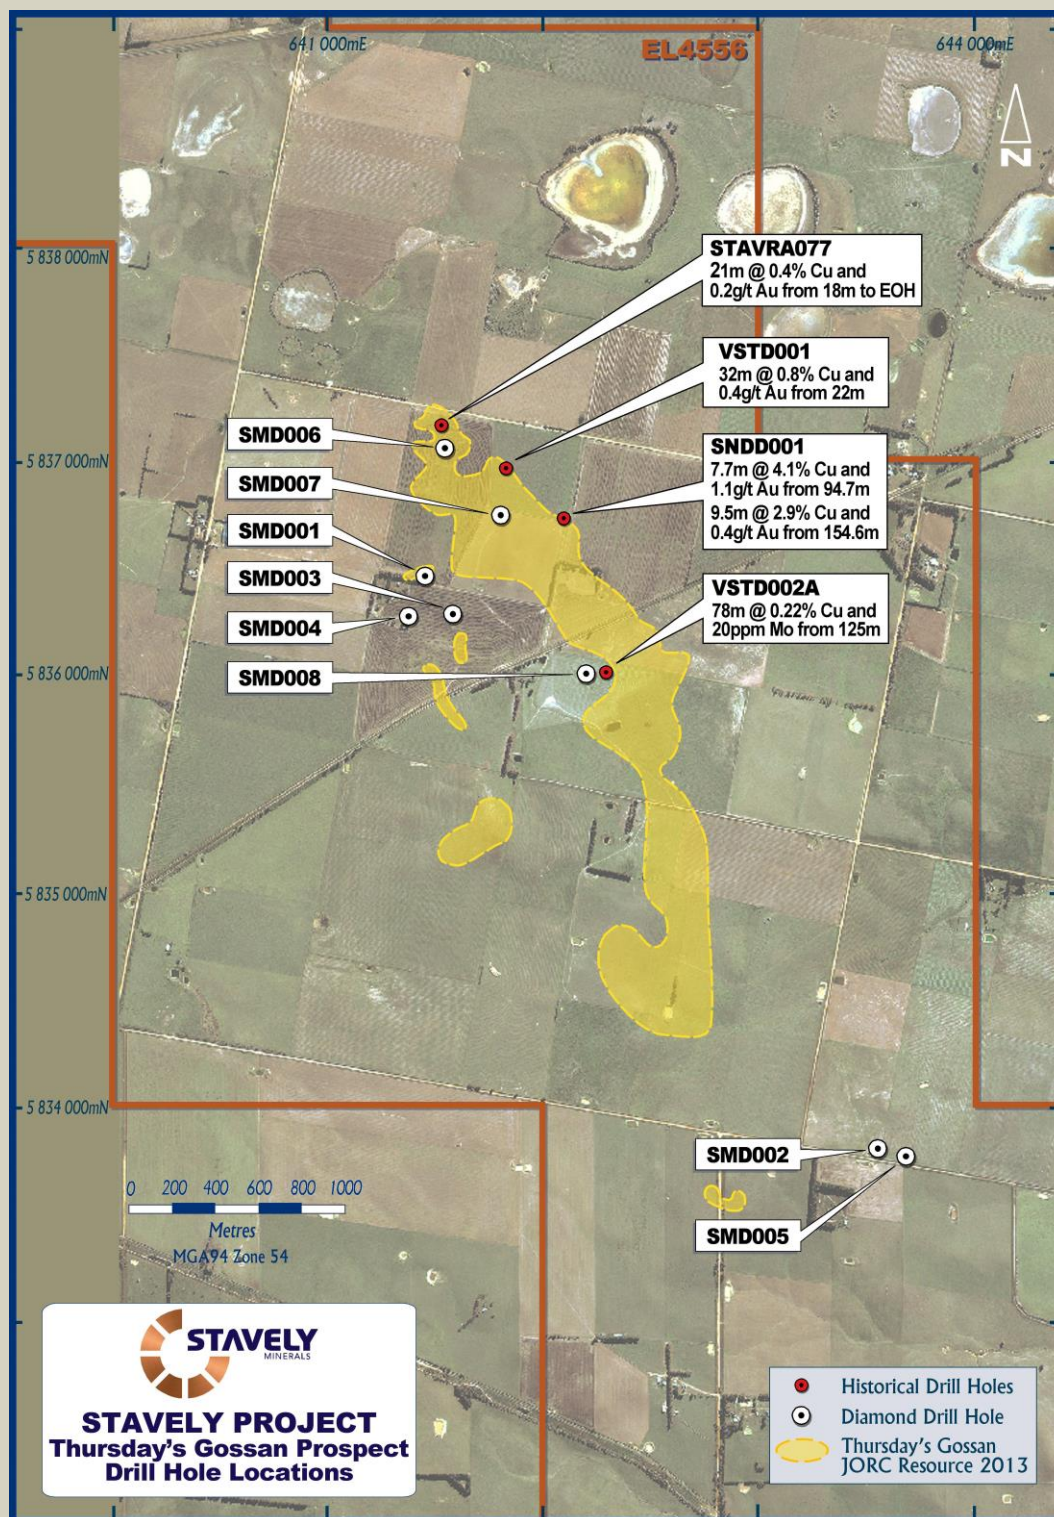 641 000mE
EL4556
644 000mE
N
5 838 000mN
STAVRA077
21m @ 0.4% Cu and
0.2g/t Au from 18m to EOH
VSTD001
32m @ 0.8% Cu and
0.4g/t Au from 22m
SMD006
5 837 000mN
SNDD001
7.7m @ 4.1% Cu and
1.1g/t Au from 94.7m
9.5m @ 2.9% Cu and
0.4g/t Au from 154.6m
SMD007
SMD001
SMD003
SMD004
VSTD002A
78m @ 0.22% Cu and
20ppm Mo from 125m
SMD008
5 836 000mN
5 835 000mN
5 834 000mN
SMD002
SMD005
0 200 400 600 800 1000
Metres
MGA94 Zone 54
STAVELY
MINERALS
STAVELY PROJECT
Thursday's Gossan Prospect
Drill Hole Locations
Historical Drill Holes
Diamond Drill Hole
Thursday's Gossan
JORC Resource 2013